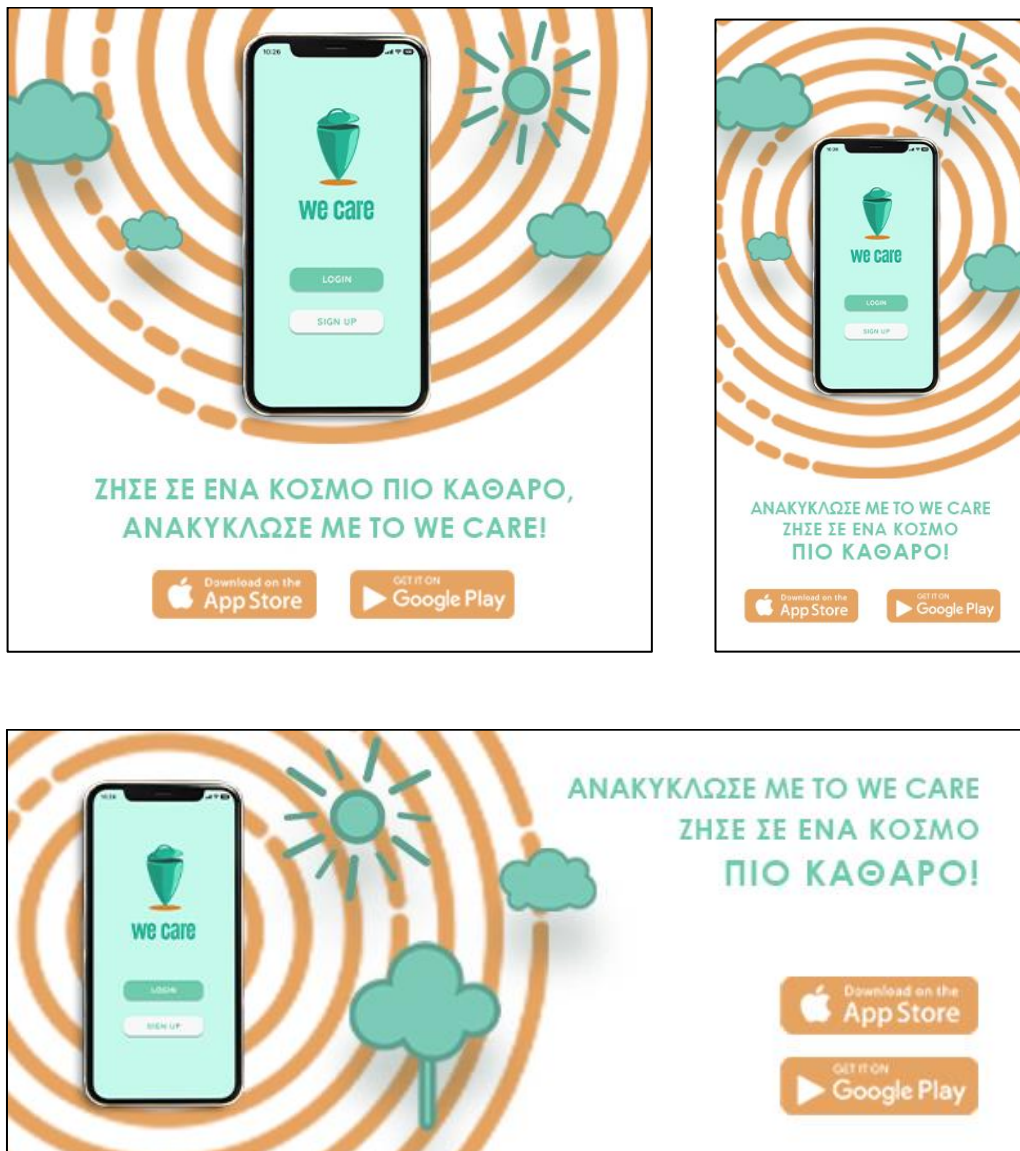 10:26
we care
LOGIN
SIGN UP
ΖΗΣΕ ΣΕ ΕΝΑ ΚΟΣΜΟ ΠΙΟ ΚΑΘΑΡΟ,
ΑΝΑΚΥΚΛΩΣΕ ΜΕ ΤΟ WE CARE!
Download on the
App Store
GET IT ON
Google Play
10:26
we care
LOGIN
SIGN UP
ΑΝΑΚΥΚΛΩΣΕ ΜΕ ΤΟ WE CARE
ΖΗΣΕ ΣΕ ΕΝΑ ΚΟΣΜΟ
ΠΙΟ ΚΑΘΑΡΟ!
Download on the
App Store
GET IT ON
Google Play
10:26
we care
LOGIN
SIGN UP
ΑΝΑΚΥΚΛΩΣΕ ΜΕ ΤΟ WE CARE
ΖΗΣΕ ΣΕ ΕΝΑ ΚΟΣΜΟ
ΠΙΟ ΚΑΘΑΡΟ!
Download on the
App Store
GET IT ON
Google Play